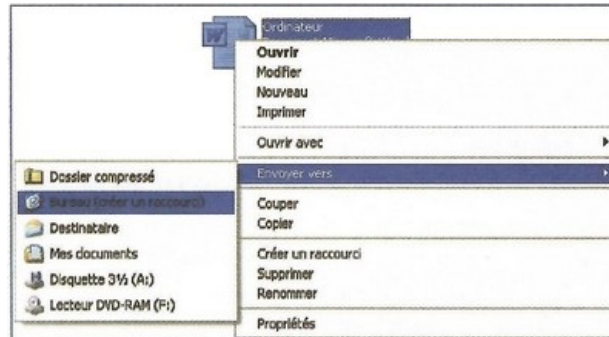 Ordinateur
Ouvrir
Modifier
Nouveau
Imprimer
Ouvrir avec
Envoyer vers
Dossier compressé
Bureau (créer un raccourci)
Destinataire
Mes documents
Disquette 3½ (A:)
Lecteur DVD-RAM (F:)
Couper
Copier
Créer un raccourci
Supprimer
Renommer
Propriétés